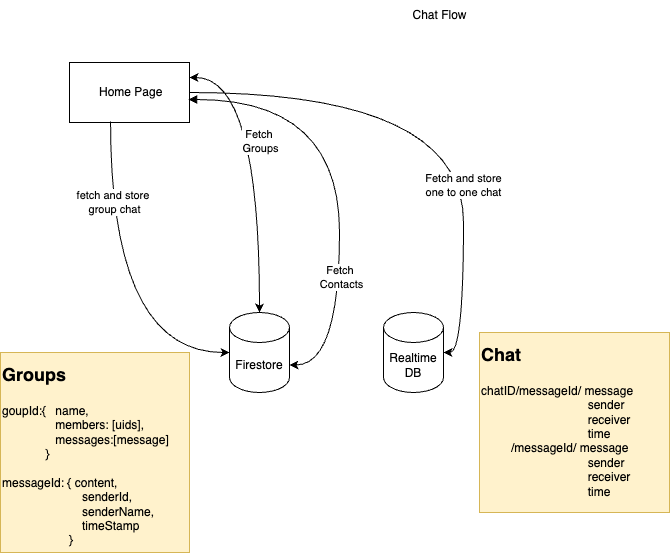 Chat Flow
Home Page
Fetch
Groups
fetch and store
group chat
Fetch and store
one to one chat
Fetch
Contacts
Firestore
Realtime
DB
Groups
goupId:{ name,
members: [uids],
messages:[message]
}
messageId: { content,
senderId,
senderName,
timeStamp
}
Chat
chatID/messageId/ message
sender
receiver
time
/messageId/ message
sender
receiver
time